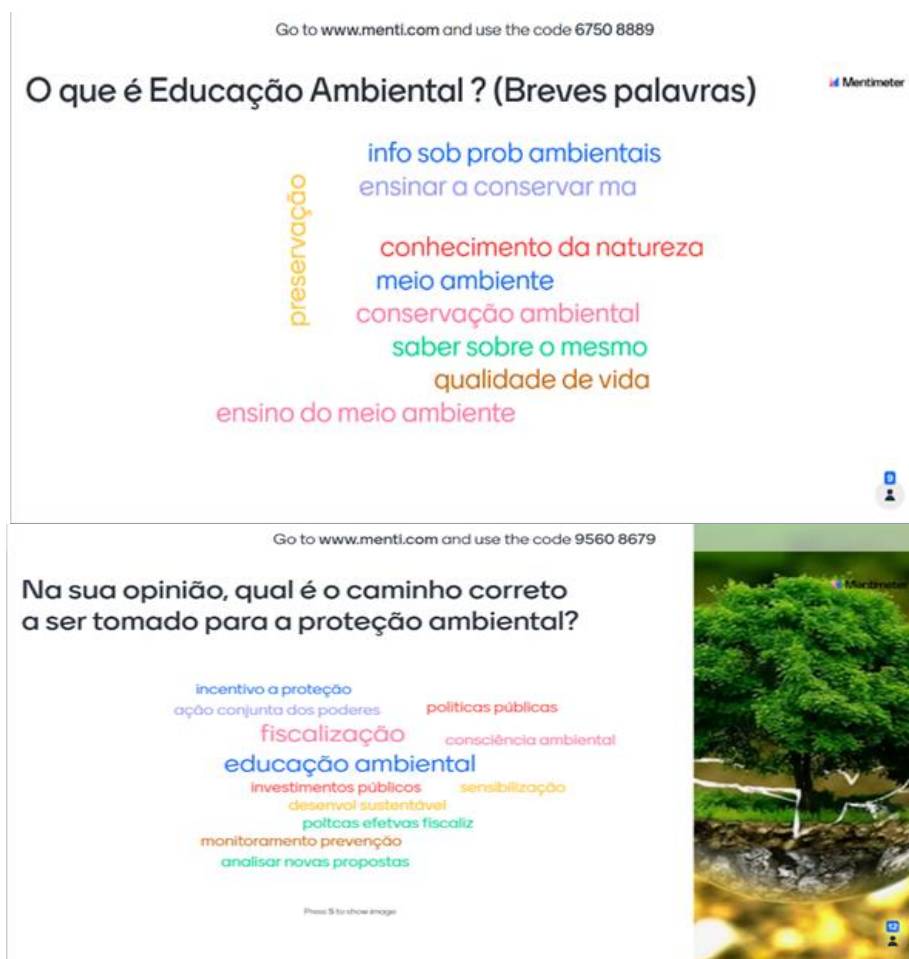 Go to www.menti.com and use the code 6750 8889
O que é Educação Ambiental ? (Breves palavras)
Mentimeter
info sob prob ambientais
ensinar a conservar ma
preservação
conhecimento da natureza
meio ambiente
conservação ambiental
saber sobre o mesmo
qualidade de vida
ensino do meio ambiente
9
Go to www.menti.com and use the code 9560 8679
Mentimeter
Na sua opinião, qual é o caminho correto
a ser tomado para a proteção ambiental?
incentivo a proteção
ação conjunta dos poderes
politicas públicas
fiscalização
consciência ambiental
educação ambiental
investimentos públicos
sensibilização
desenvol sustentável
poltcas efetvas fiscaliz
monitoramento prevenção
analisar novas propostas
Press S to show image
12